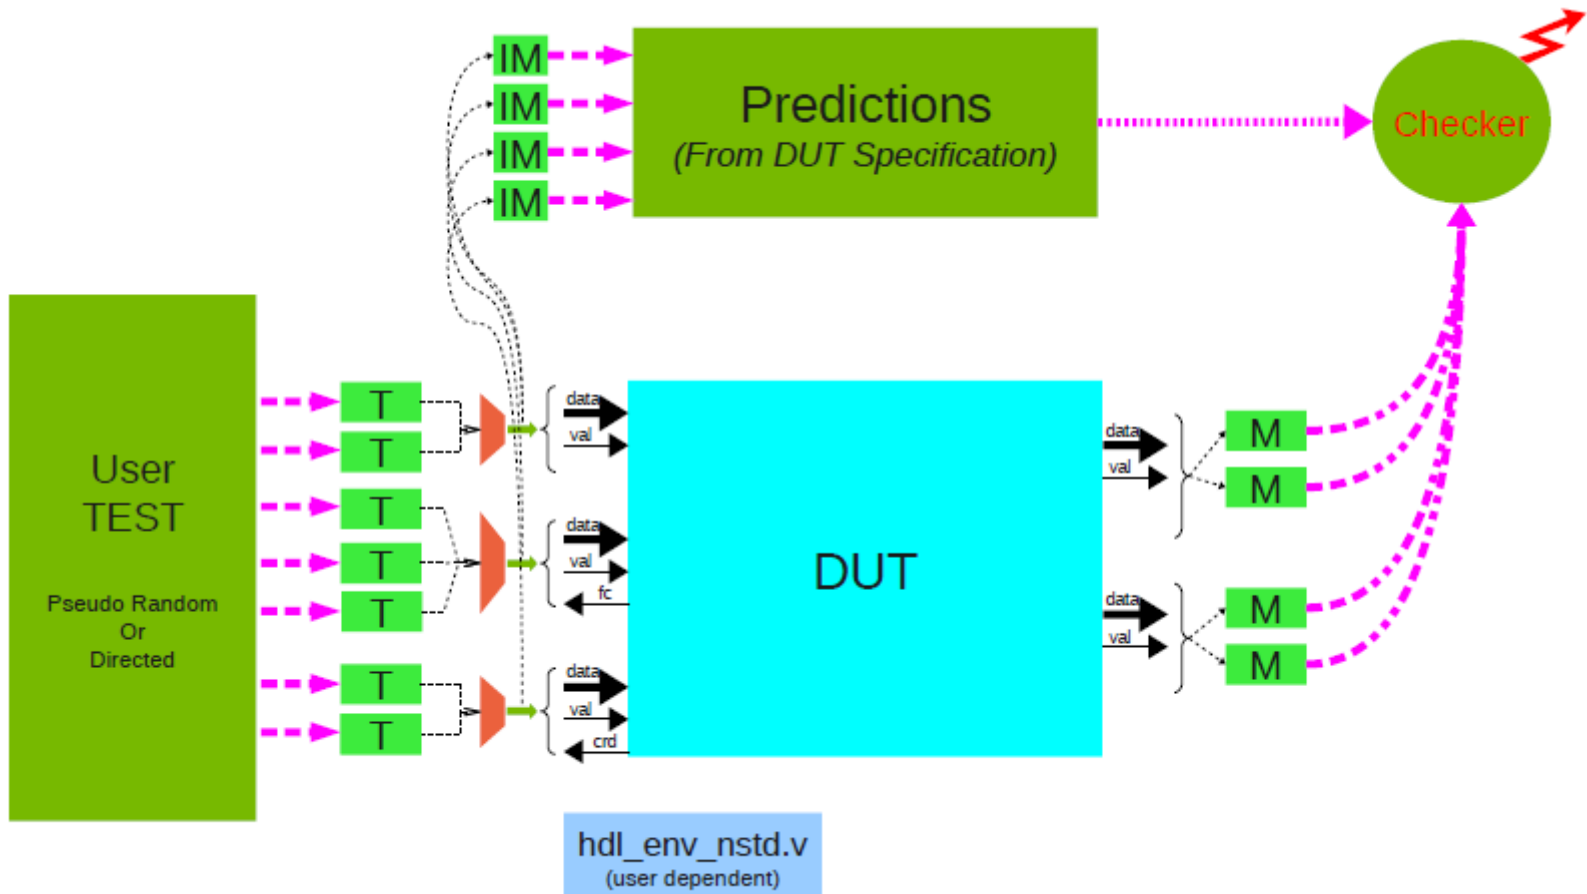 IM
IM
IM
IM
Predictions
(From DUT Specification)
Checker
User
TEST
Pseudo Random
Or
Directed
T
T
T
T
T
T
T
data
val
data
val
fc
data
val
crd
DUT
data
val
data
val
M
M
M
M
hdl_env_nstd.v
(user dependent)